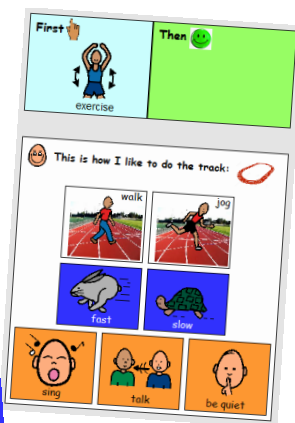 First Then
exercise
This is how I like to do the track:
walk jog
fast slow
sing talk be quiet